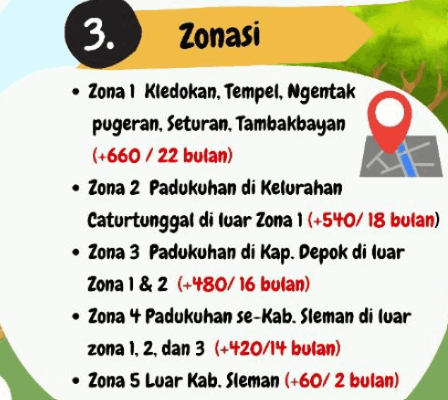 3. Zonasi
• Zona 1 Kledokan, Tempel, Ngentak
pugeran, Seturan, Tambakbayan
(+660 / 22 bulan)
• Zona 2 Padukuhan di Kelurahan
Caturtunggal di luar Zona 1 (+540/ 18 bulan)
• Zona 3 Padukuhan di Kap. Depok di luar
Zona 1 & 2 (+480/ 16 bulan)
• Zona 4 Padukuhan se-Kab. Sleman di luar
zona 1, 2, dan 3 (+420/14 bulan)
• Zona 5 Luar Kab. Sleman (+60/ 2 bulan)